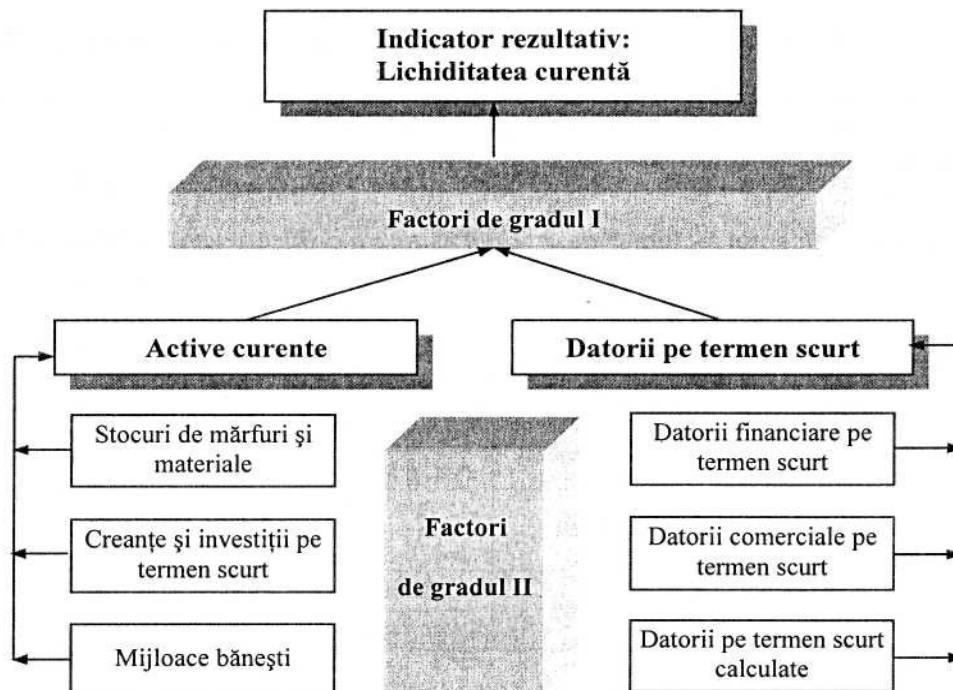 Indicator rezultativ:
Lichiditatea curentă
Factori de gradul I
Active curente
Datorii pe termen scurt
Stocuri de mărfuri şi
materiale
Creanţe şi investiţii pe
termen scurt
Mijloace băneşti
Factori
de gradul II
Datorii financiare pe
termen scurt
Datorii comerciale pe
termen scurt
Datorii pe termen scurt
calculate